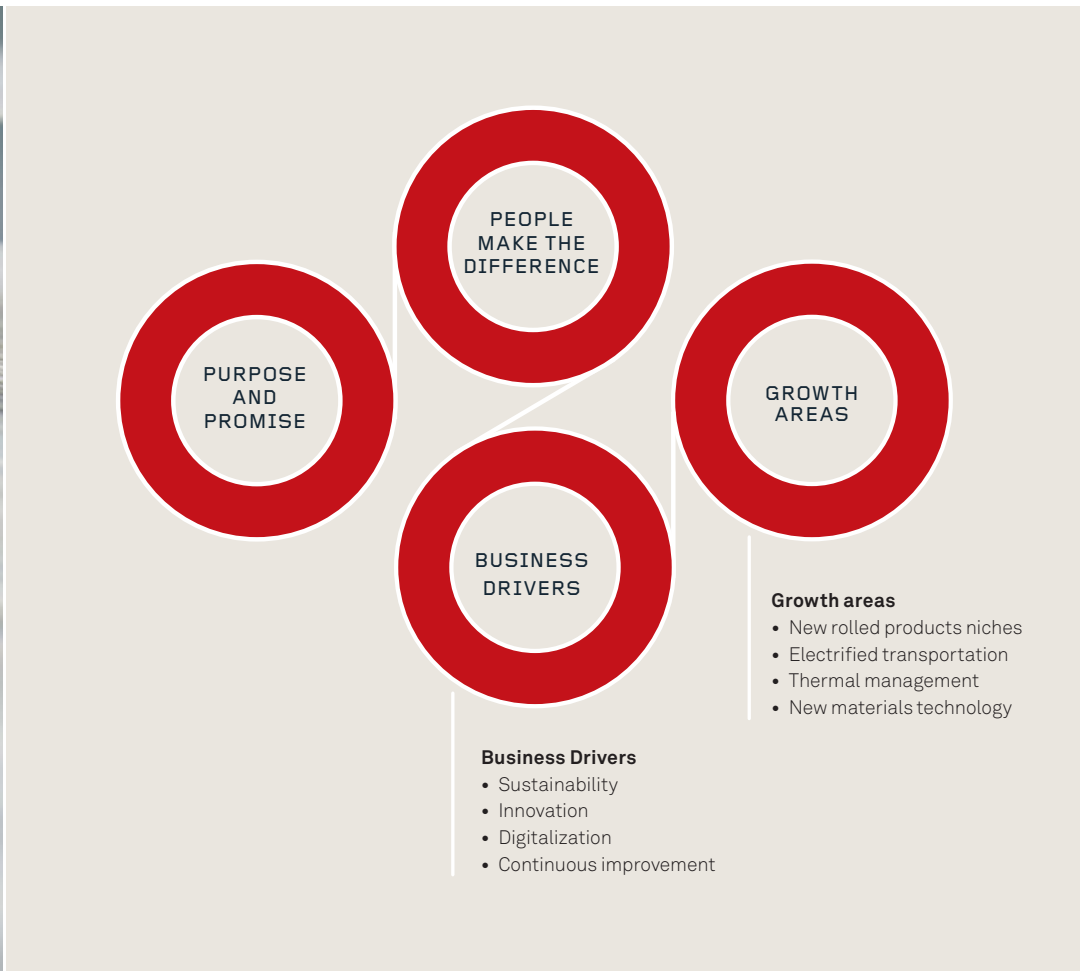 PEOPLE
MAKE THE
DIFFERENCE
PURPOSE
AND
PROMISE
GROWTH
AREAS
BUSINESS
DRIVERS
Growth areas
• New rolled products niches
• Electrified transportation
• Thermal management
• New materials technology
Business Drivers
• Sustainability
• Innovation
• Digitalization
• Continuous improvement